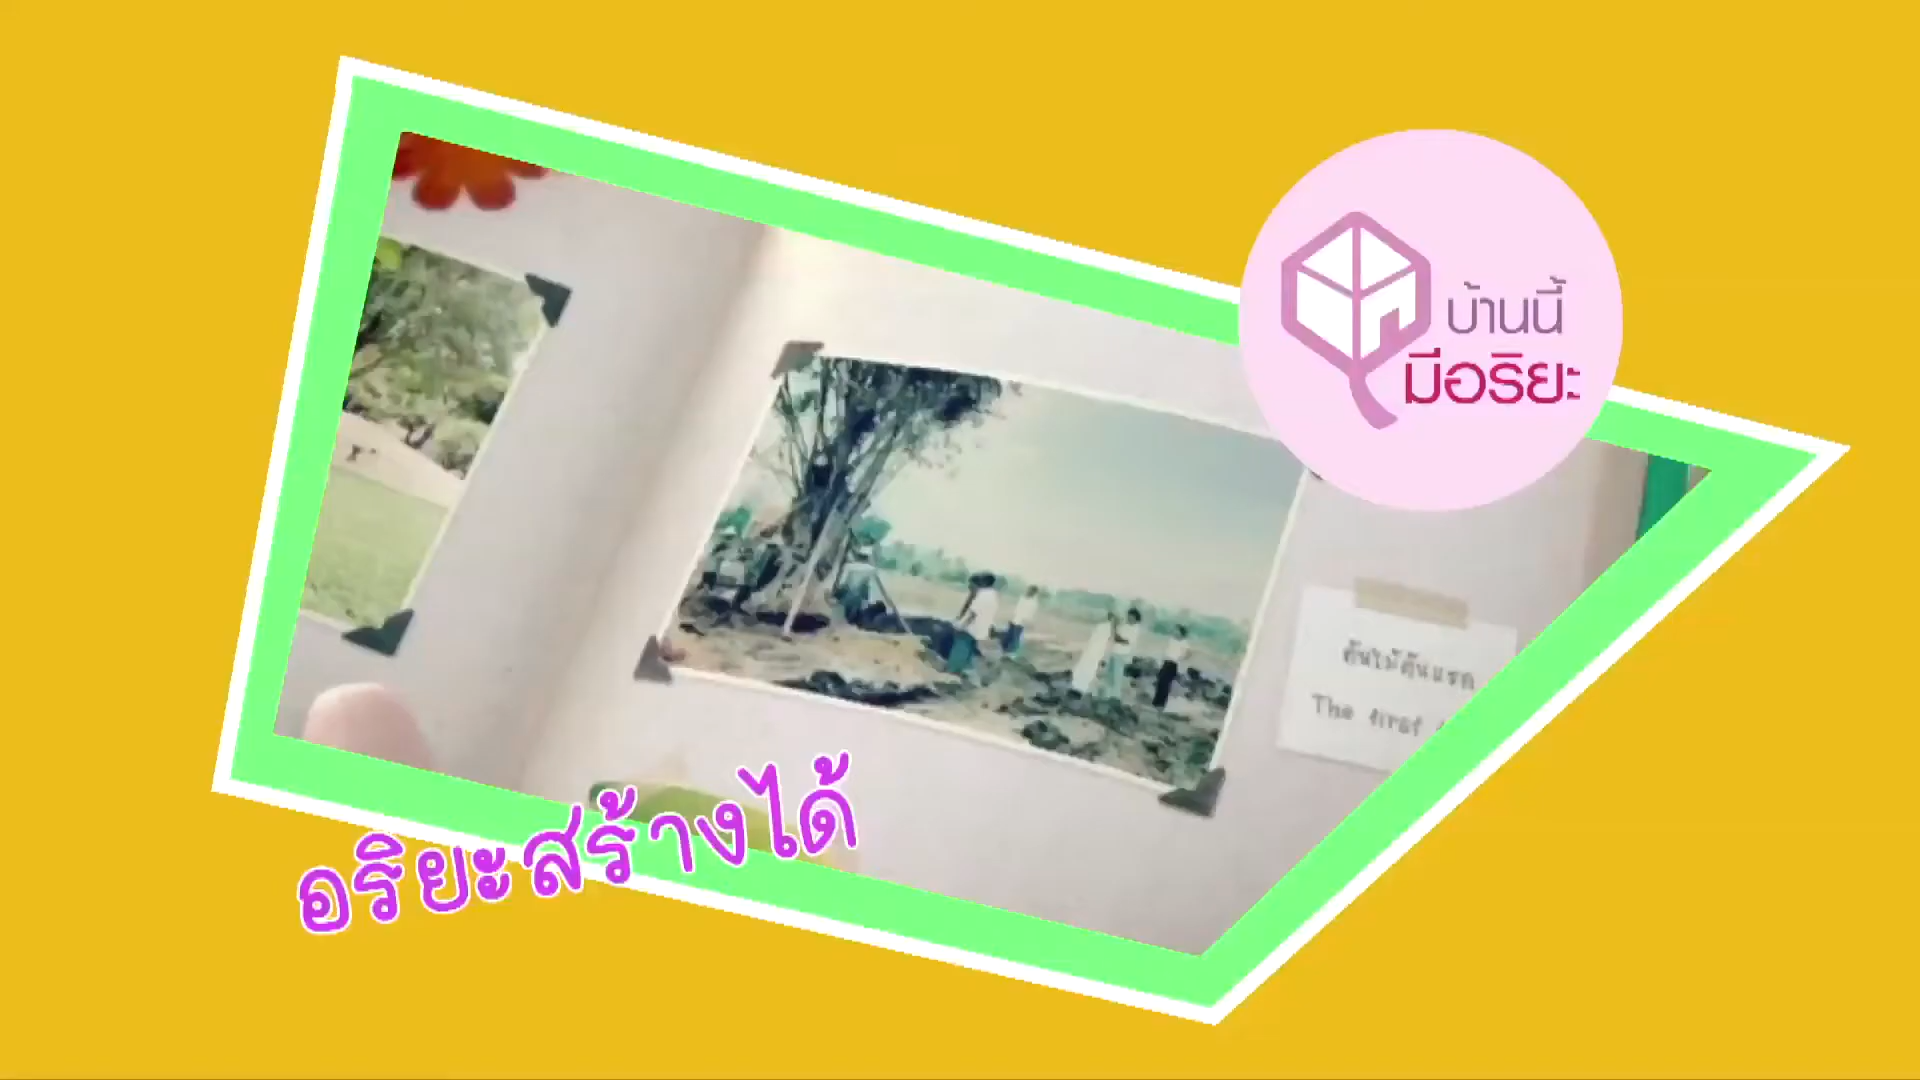 บ้านนี้
มีอริยะ
ต้นไม้ต้นแรก
The first
อริยะสร้างได้